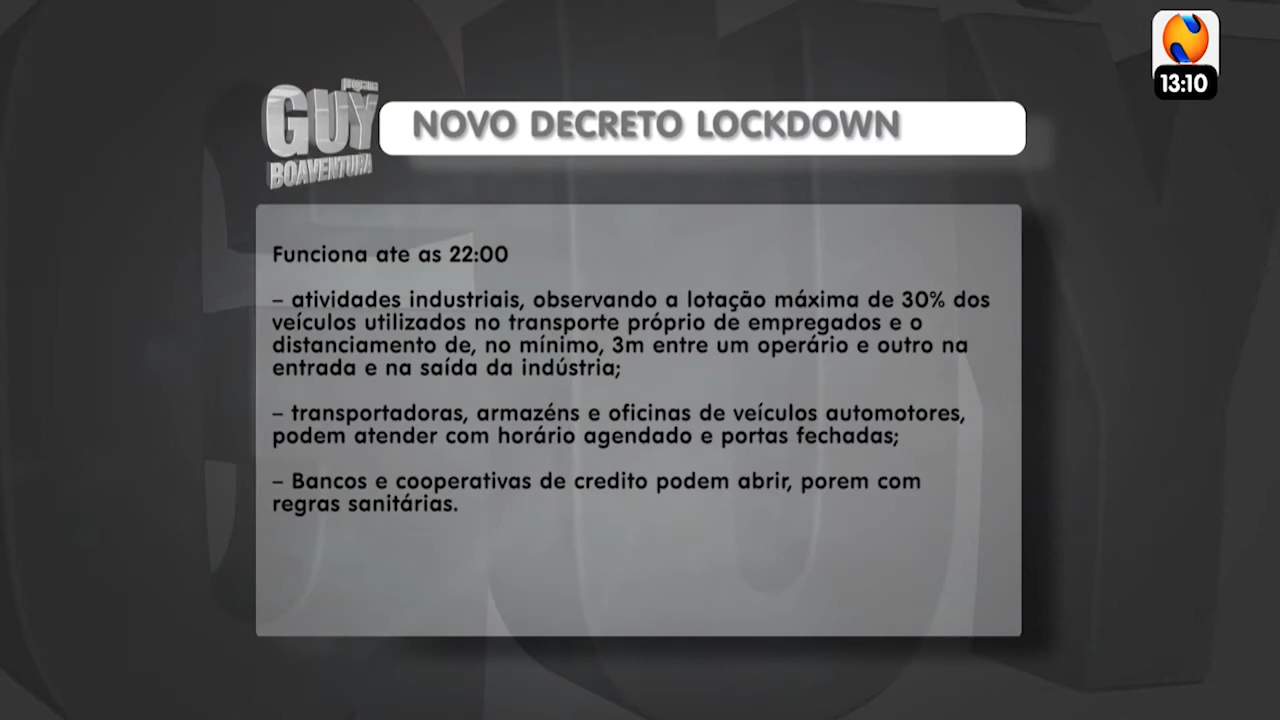 13:10
programa
GUY
BOAVENTURA
NOVO DECRETO LOCKDOWN
Funciona ate as 22:00
– atividades industriais, observando a lotação máxima de 30% dos
veículos utilizados no transporte próprio de empregados e o
distanciamento de, no mínimo, 3m entre um operário e outro na
entrada e na saída da indústria;
– transportadoras, armazéns e oficinas de veículos automotores,
podem atender com horário agendado e portas fechadas;
– Bancos e cooperativas de credito podem abrir, porem com
regras sanitárias.